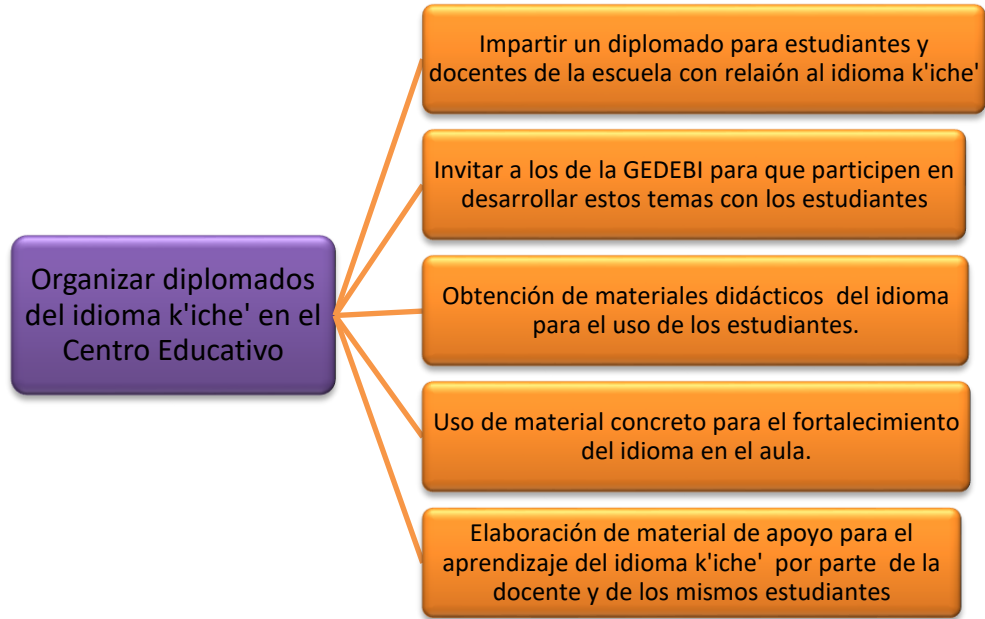 Organizar diplomados
del idioma k'iche' en el
Centro Educativo
Impartir un diplomado para estudiantes y
docentes de la escuela con relaión al idioma k'iche'
Invitar a los de la GEDEBI para que participen en
desarrollar estos temas con los estudiantes
Obtención de materiales didácticos del idioma
para el uso de los estudiantes.
Uso de material concreto para el fortalecimiento
del idioma en el aula.
Elaboración de material de apoyo para el
aprendizaje del idioma k'iche' por parte de la
docente y de los mismos estudiantes